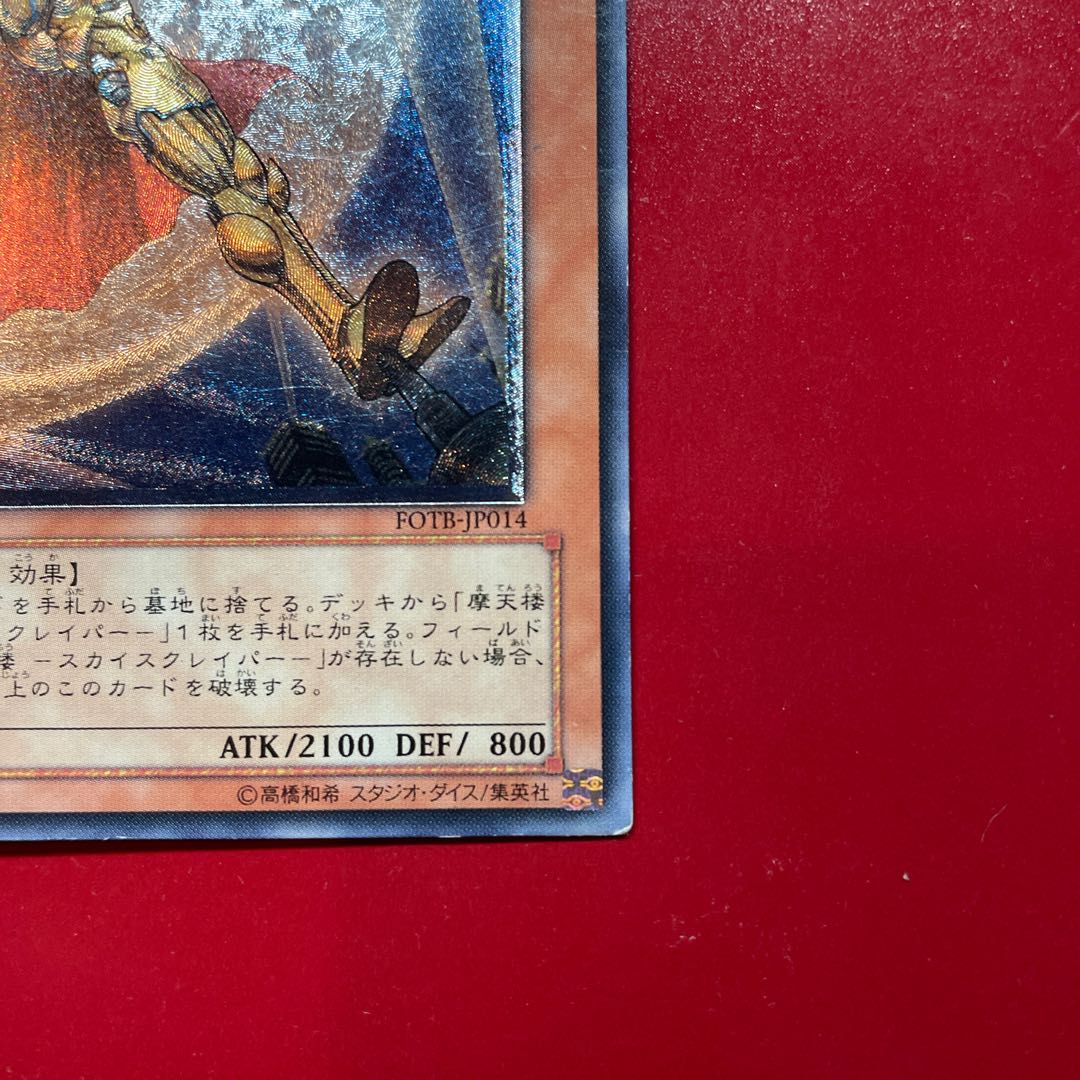 FOTB-JP014
効果】
を手札から墓地に捨てる。デッキから「摩天楼
クレイパー－」1枚を手札に加える。フィールド
楼 －スカイスクレイパー－」が存在しない場合、
上のこのカードを破壊する。
ATK/2100 DEF/ 800
©高橋和希 スタジオ・ダイス/集英社